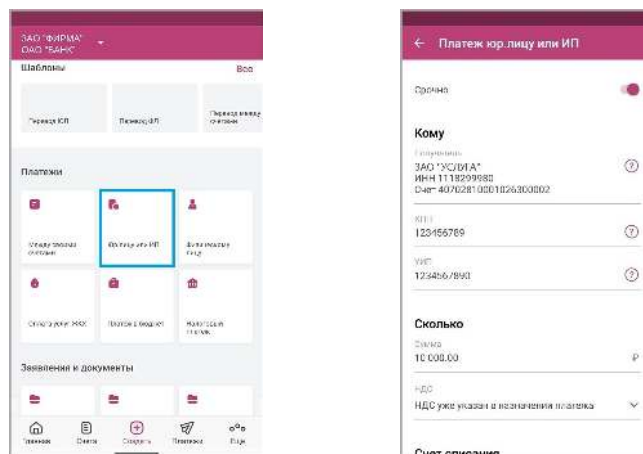 ЗАО "ФИРМА"
ОАО "БАНК"
Шаблоны
Все
Перевод ЮЛ
Перевод ФЛ
Перевод между
счетами
Платежи
Между своими
счетами
Юр.лицу или ИП
Физическому
лицу
Оплата услуг ЖКХ
Платеж в бюджет
Налоговый
платеж
Заявления и документы
Главная
Счета
Создать
Платежи
Еще
Платеж юр.лицу или ИП
Срочно
Кому
Получатель
ЗАО "УСЛУГА"
ИНН 1118299980
Счет 40702810001026300002
КПП
123456789
УИП
1234567890
Сколько
Сумма
10 000.00
₽
НДС
НДС уже указан в назначении платежа
Счет списания